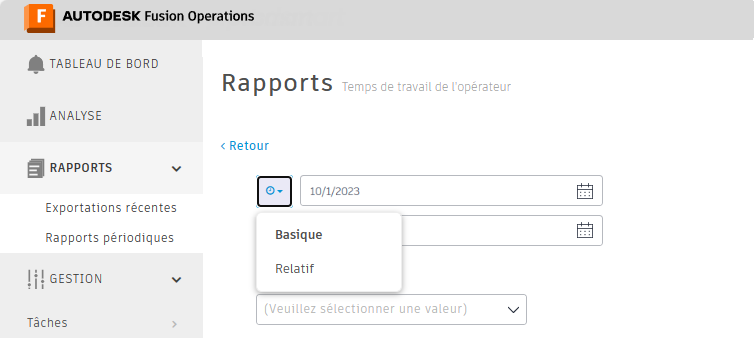 F AUTODESK Fusion Operations
TABLEAU DE BORD
ANALYSE
RAPPORTS
Exportations récentes
Rapports périodiques
GESTION
Tâches
Rapports Temps de travail de l'opérateur
< Retour
10/1/2023
Basique
Relatif
(Veuillez sélectionner une valeur)